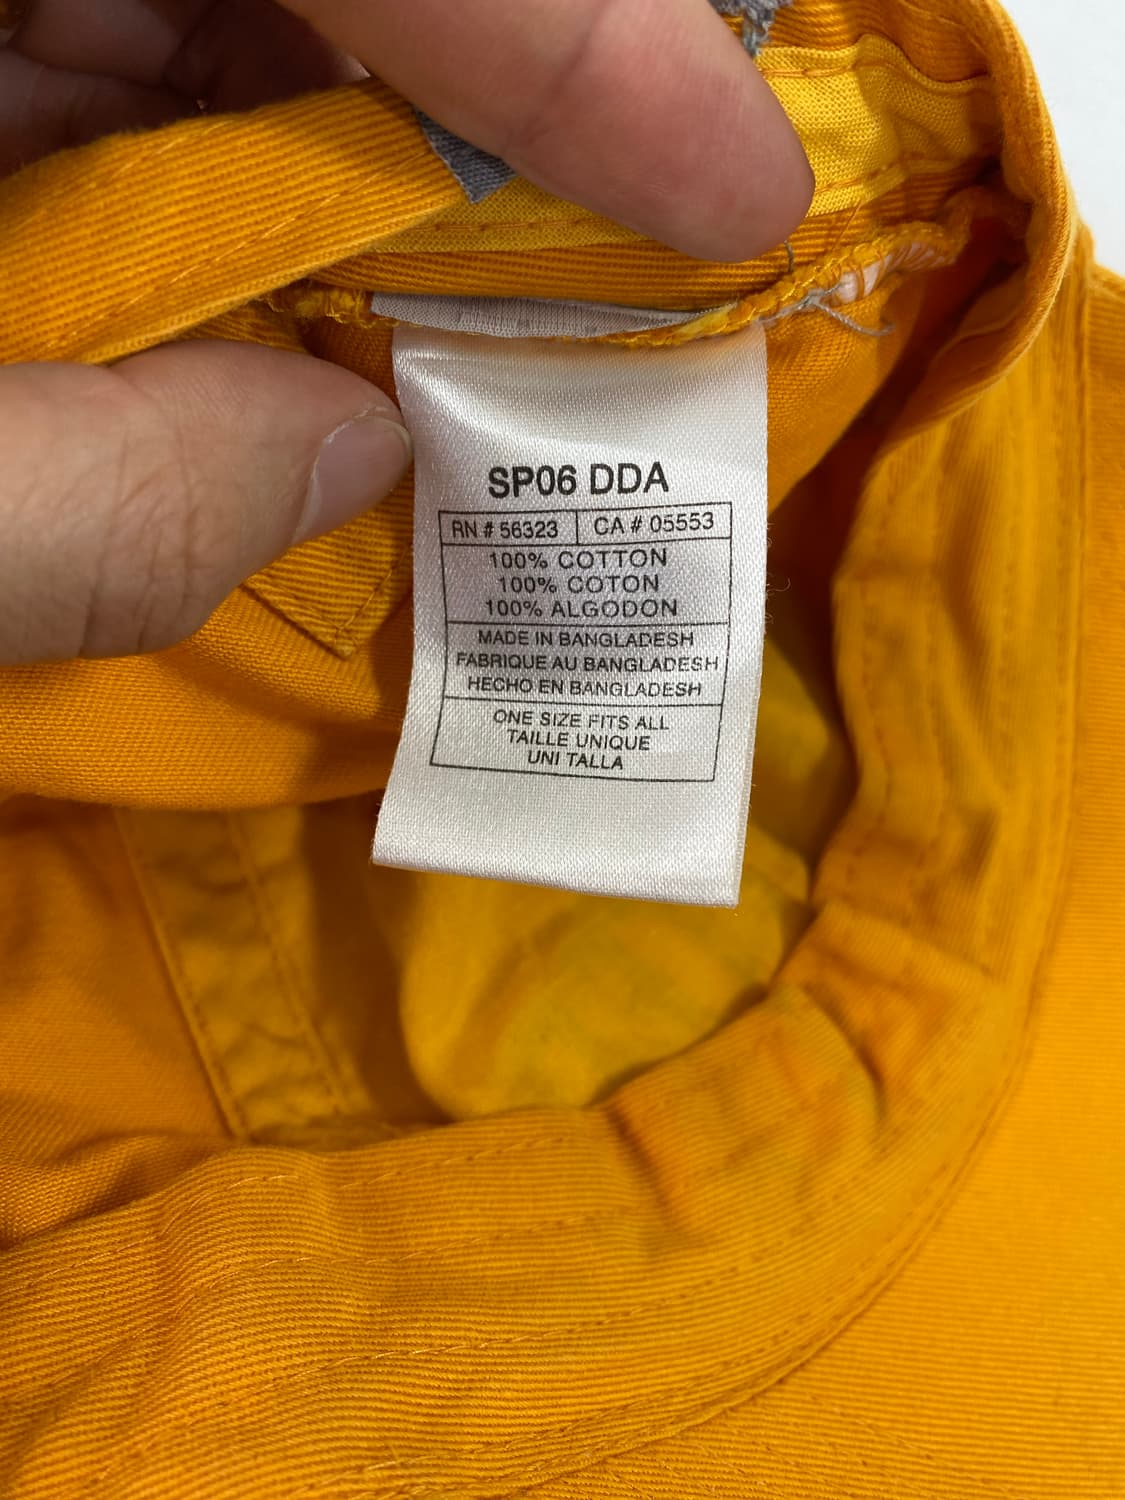 SP06 DDA
RN # 56323 CA # 05553
100% COTTON
100% COTON
100% ALGODON
MADE IN BANGLADESH
FABRIQUE AU BANGLADESH
HECHO EN BANGLADESH
ONE SIZE FITS ALL
TAILLE UNIQUE
UNI TALLA